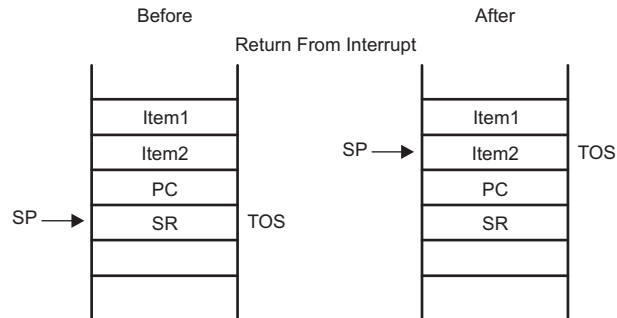 Before
After
Return From Interrupt
Item1
Item2
PC
SP
SR
TOS
Item1
SP
Item2
TOS
PC
SR